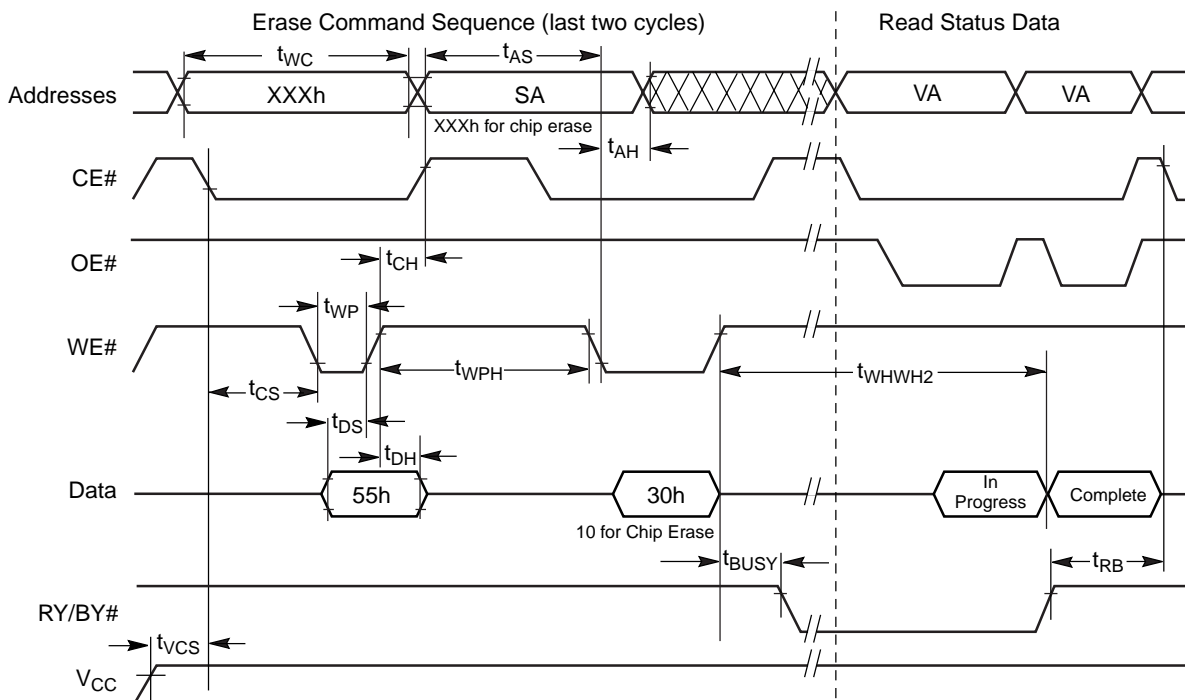 Erase Command Sequence (last two cycles)
Read Status Data
tWC
tAS
Addresses
XXXh
SA
VA
VA
XXXh for chip erase
tAH
CE#
OE#
tCH
tWP
WE#
tWPH
tWHWH2
tCS
tDS
tDH
Data
55h
30h
In
Progress
Complete
10 for Chip Erase
tBUSY
tRB
RY/BY#
tVCS
VCC